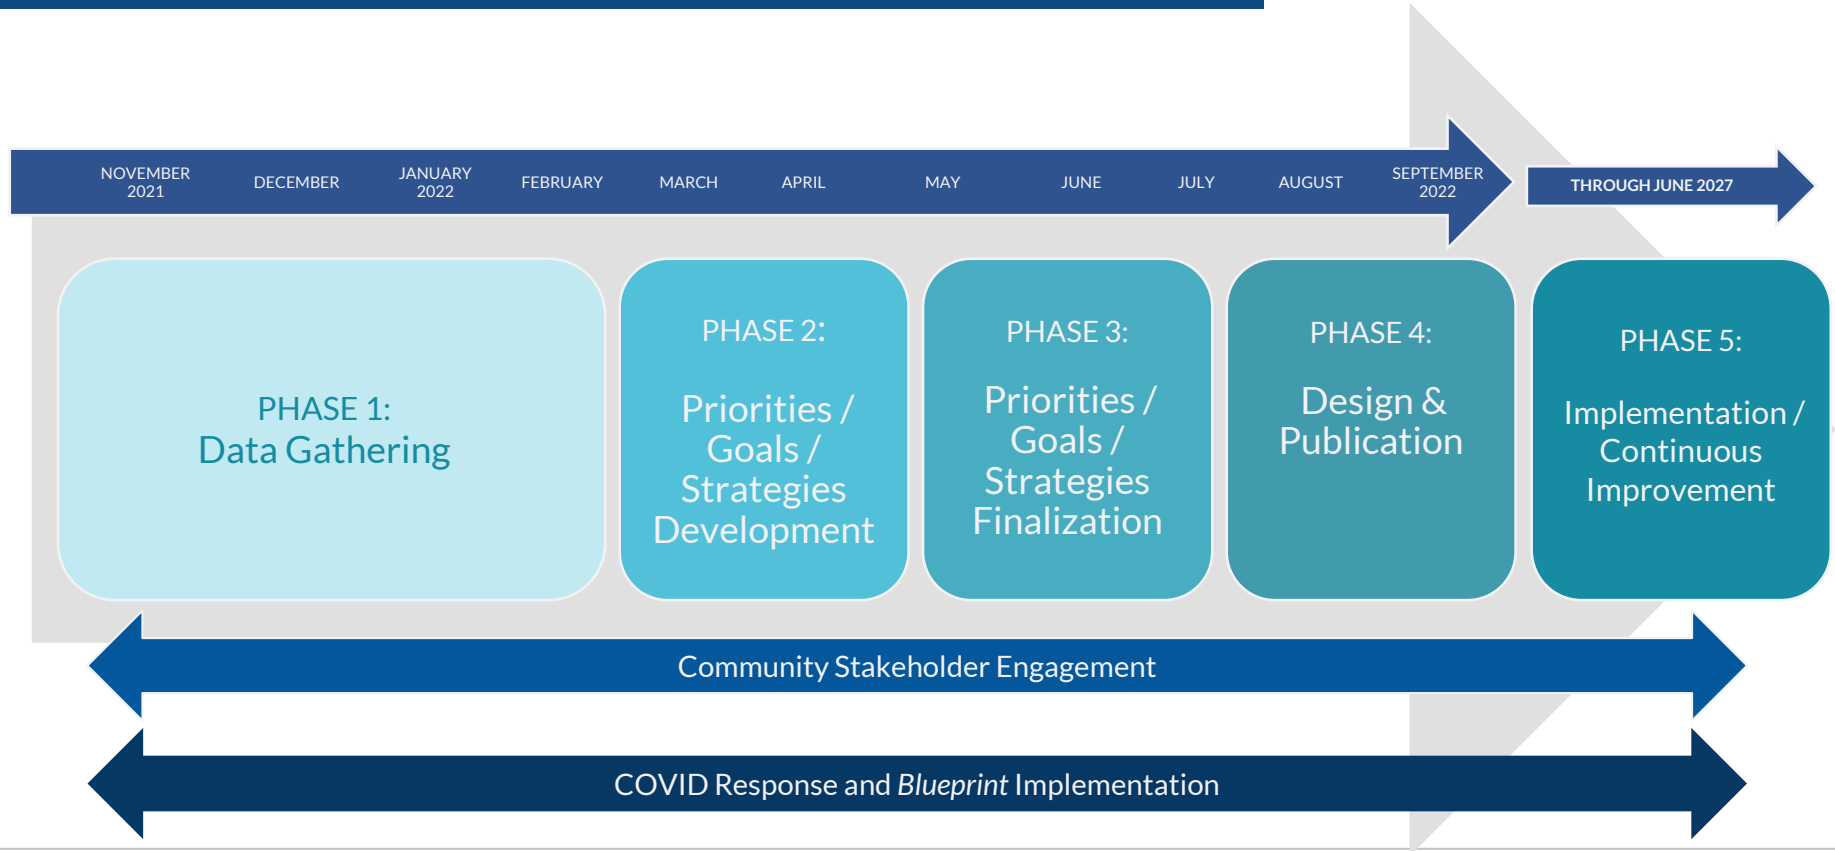 NOVEMBER
2021
DECEMBER
JANUARY
2022
FEBRUARY
MARCH
APRIL
MAY
JUNE
JULY
AUGUST
SEPTEMBER
2022
THROUGH JUNE 2027
PHASE 1:
Data Gathering
PHASE 2:
Priorities /
Goals /
Strategies
Development
PHASE 3:
Priorities /
Goals /
Strategies
Finalization
PHASE 4:
Design &
Publication
PHASE 5:
Implementation /
Continuous
Improvement
Community Stakeholder Engagement
COVID Response and Blueprint Implementation